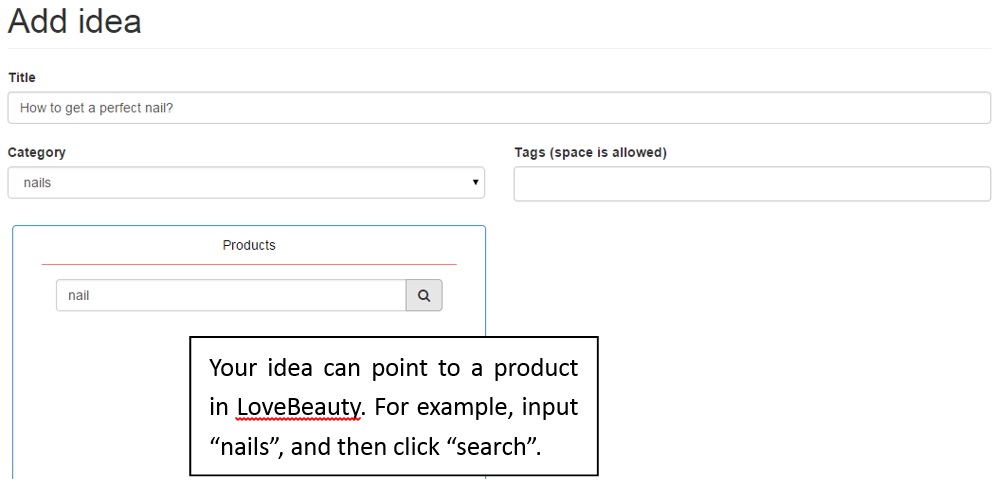 Add idea
Title
How to get a perfect nail?
Category
Tags (space is allowed)
nails
Products
nail
Your idea can point to a product
in LoveBeauty. For example, input
“nails”, and then click “search”.